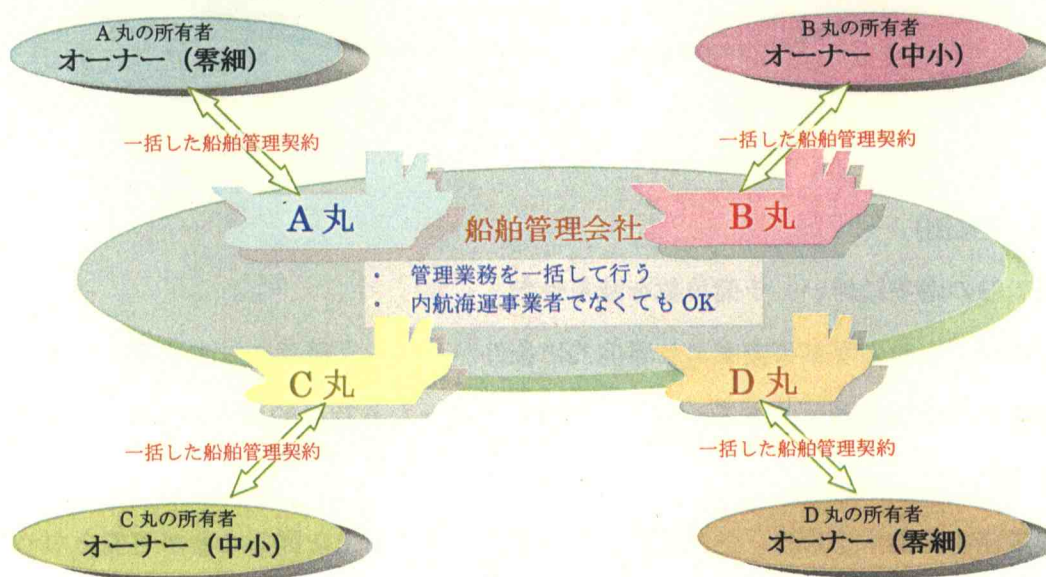 A丸の所有者
オーナー（零細）
B丸の所有者
オーナー（中小）
一括した船舶管理契約
一括した船舶管理契約
A丸
B丸
船舶管理会社
・ 管理業務を一括して行う
・ 内航海運事業者でなくても OK
C丸
D丸
一括した船舶管理契約
一括した船舶管理契約
C丸の所有者
オーナー（中小）
D丸の所有者
オーナー（零細）